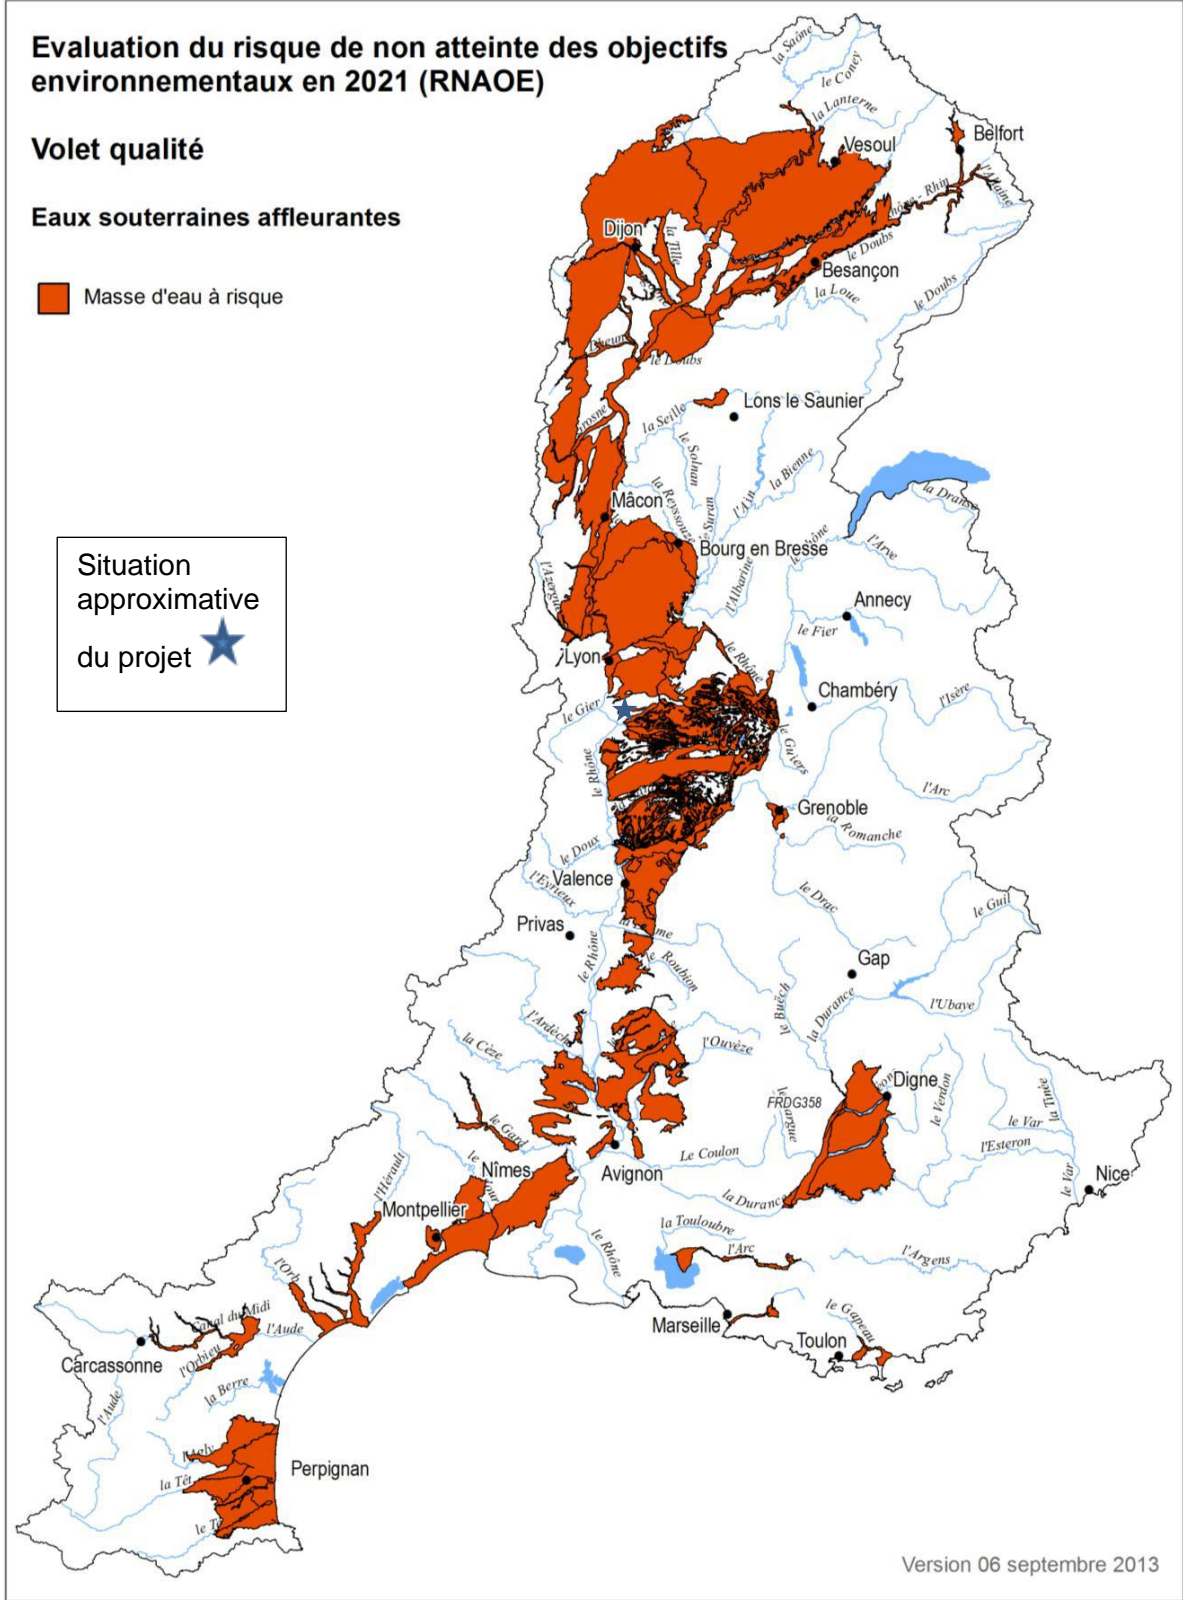 Evaluation du risque de non atteinte des objectifs
environnementaux en 2021 (RNAOE)
Volet qualité
Eaux souterraines affleurantes
Masse d'eau à risque
Situation
approximative
du projet
la Saône
le Coney
la Lanterne
Belfort
Vesoul
l'Allaine
Rhin
Dijon
la Tille
le Doubs
Besançon
la Loue
le Doubs
le Doubs
Lons le Saunier
la Seille
le Solnan
la Bienne
l'Ain
la Dranse
Mâcon
la Reyssouze
le Suran
Bourg en Bresse
le Rhône
l'Arve
l'Albarine
Annecy
le Fier
Lyon
le Rhône
Chambéry
l'Isère
le Gier
le Guiers
le Rhône
l'Arc
Grenoble
la Romanche
le Doux
Valence
l'Eyrieux
le Drac
le Guil
Privas
le Rhône
le Roubion
Gap
le Buëch
la Durance
l'Ubaye
l'Ardèche
la Cèze
l'Ouvèze
Digne
FRDG358
le Verdon
la Tinée
le Var
l'Esteron
le Gard
Le Coulon
Avignon
Nîmes
l'Hérault
le Var
Nice
la Durance
Montpellier
la Touloubre
l'Arc
l'Argens
le Rhône
l'Orb
Canal du Midi
l'Aude
Marseille
le Gapeau
Toulon
Carcassonne
l'Orbieu
la Berre
l'Aude
Perpignan
la Têt
Version 06 septembre 2013